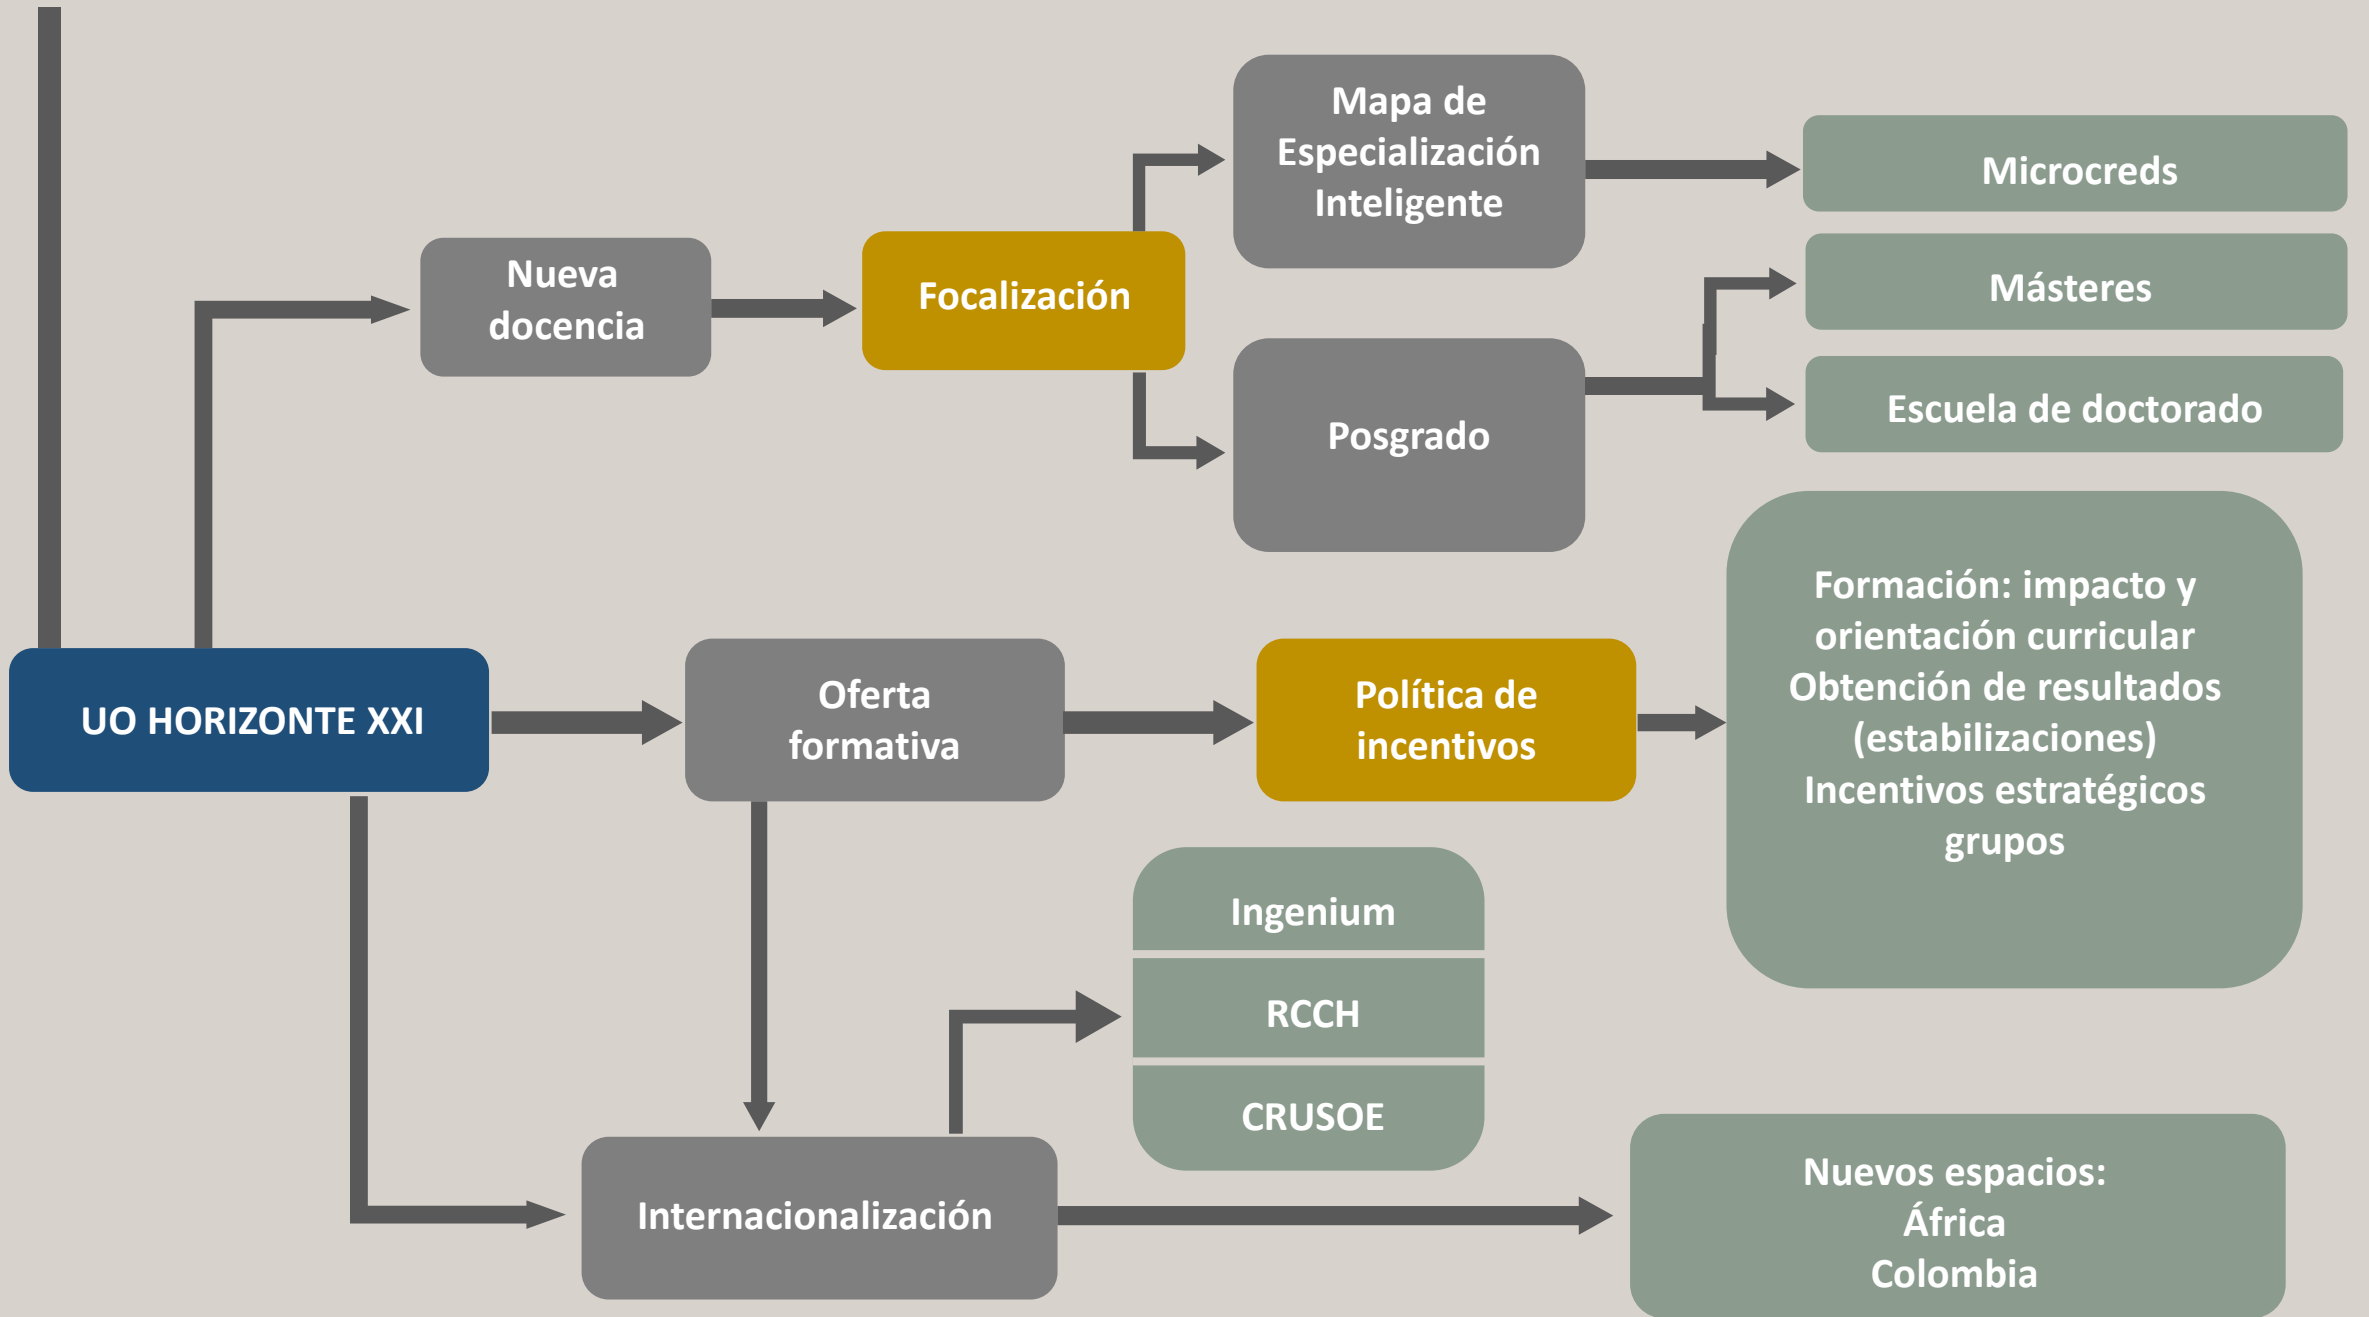 Mapa de
Especialización
Inteligente
Microcreds
Nueva
docencia
Focalización
Másteres
Posgrado
Escuela de doctorado
UO HORIZONTE XXI
Oferta
formativa
Política de
incentivos
Formación: impacto y
orientación curricular
Obtención de resultados
(estabilizaciones)
Incentivos estratégicos
grupos
Ingenium
RCCH
CRUSOE
Internacionalización
Nuevos espacios:
África
Colombia